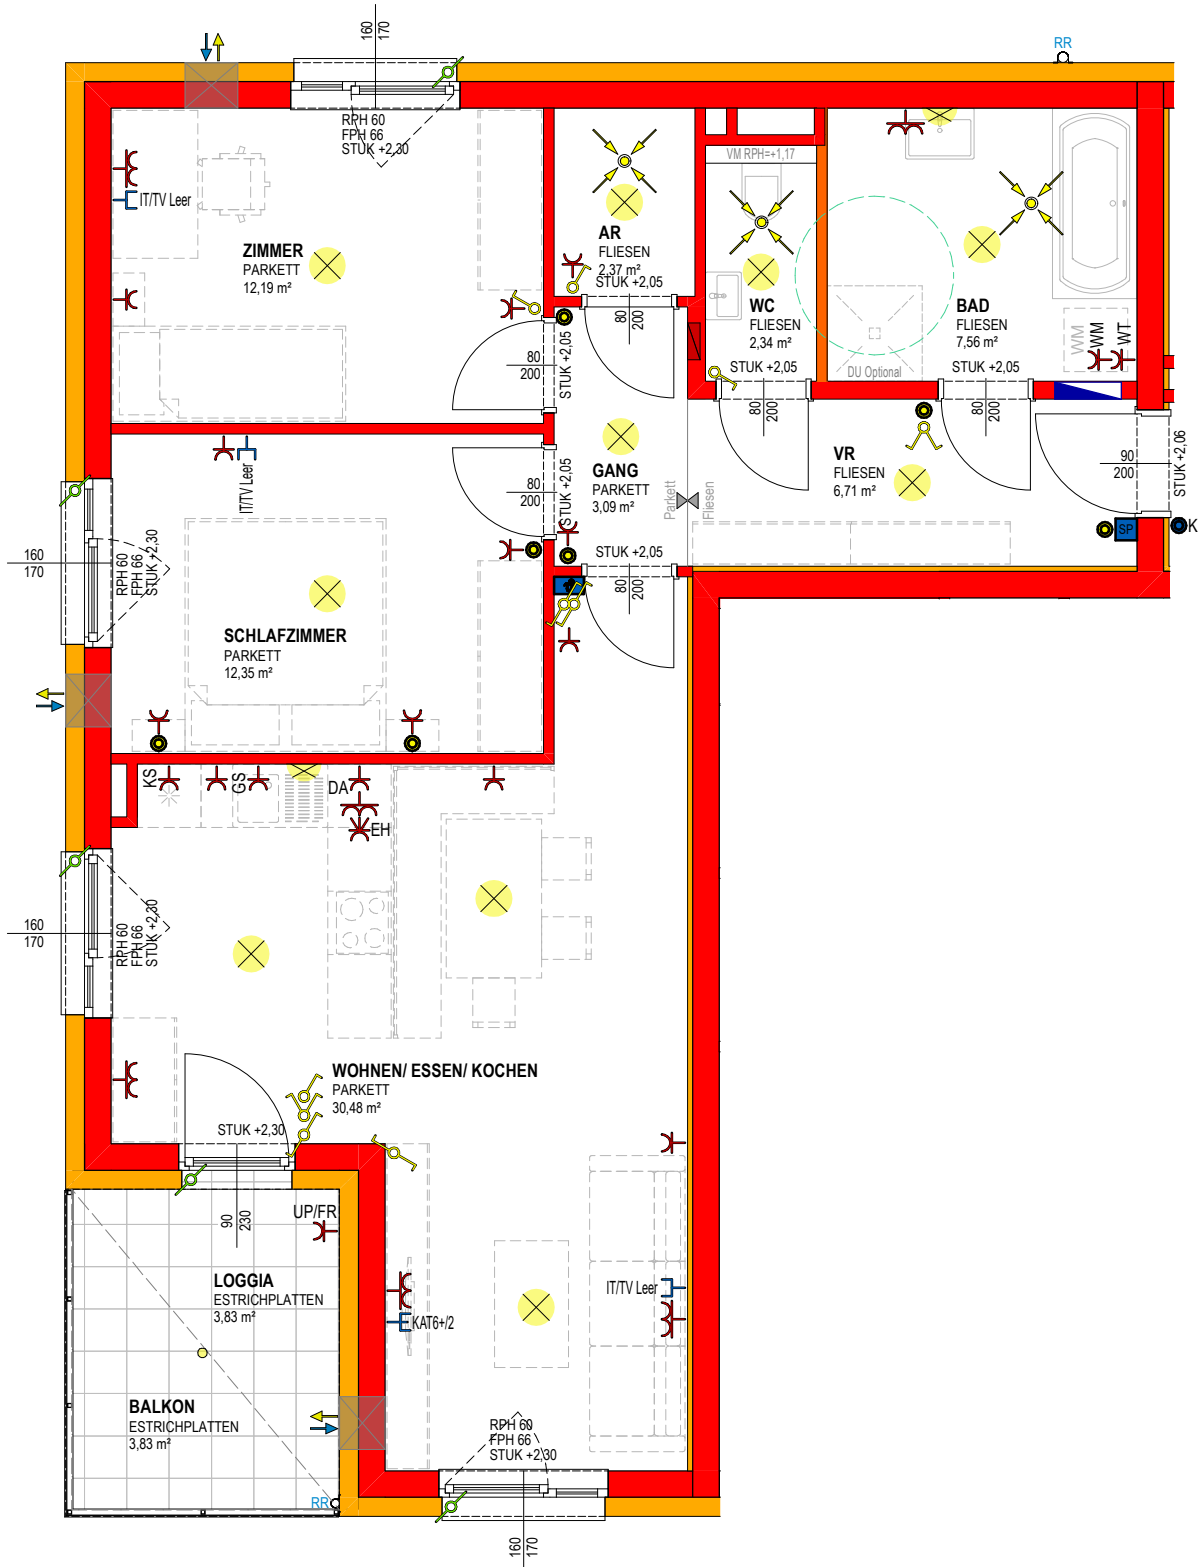 160
170
RR
RPH 60
FPH 66
STUK +2,30
VM RPH=+1,17
IT/TV Leer
ZIMMER
PARKETT
12,19 m²
AR
FLIESEN
2,37 m²
STUK +2,05
80
200
WC
FLIESEN
2,34 m²
STUK +2,05
80
200
BAD
FLIESEN
7,56 m²
STUK +2,05
80
200
DU Optional
WM
WM
WT
80
200
STUK +2,05
IT/TV Leer
80
200
STUK +2,05
GANG
PARKETT
3,09 m²
Parkett
Fliesen
VR
FLIESEN
6,71 m²
90
200
STUK +2,06
SP
K
STUK +2,05
80
200
160
170
RPH 60
FPH 66
STUK +2,30
SCHLAFZIMMER
PARKETT
12,35 m²
KS
GS
DA
EH
160
170
RPH 60
FPH 66
STUK +2,30
WOHNEN/ ESSEN/ KOCHEN
PARKETT
30,48 m²
STUK +2,30
90
230
UP/FR
LOGGIA
ESTRICHPLATTEN
3,83 m²
IT/TV Leer
KAT6+/2
BALKON
ESTRICHPLATTEN
3,83 m²
RPH 60
FPH 66
STUK +2,30
RR
160
170